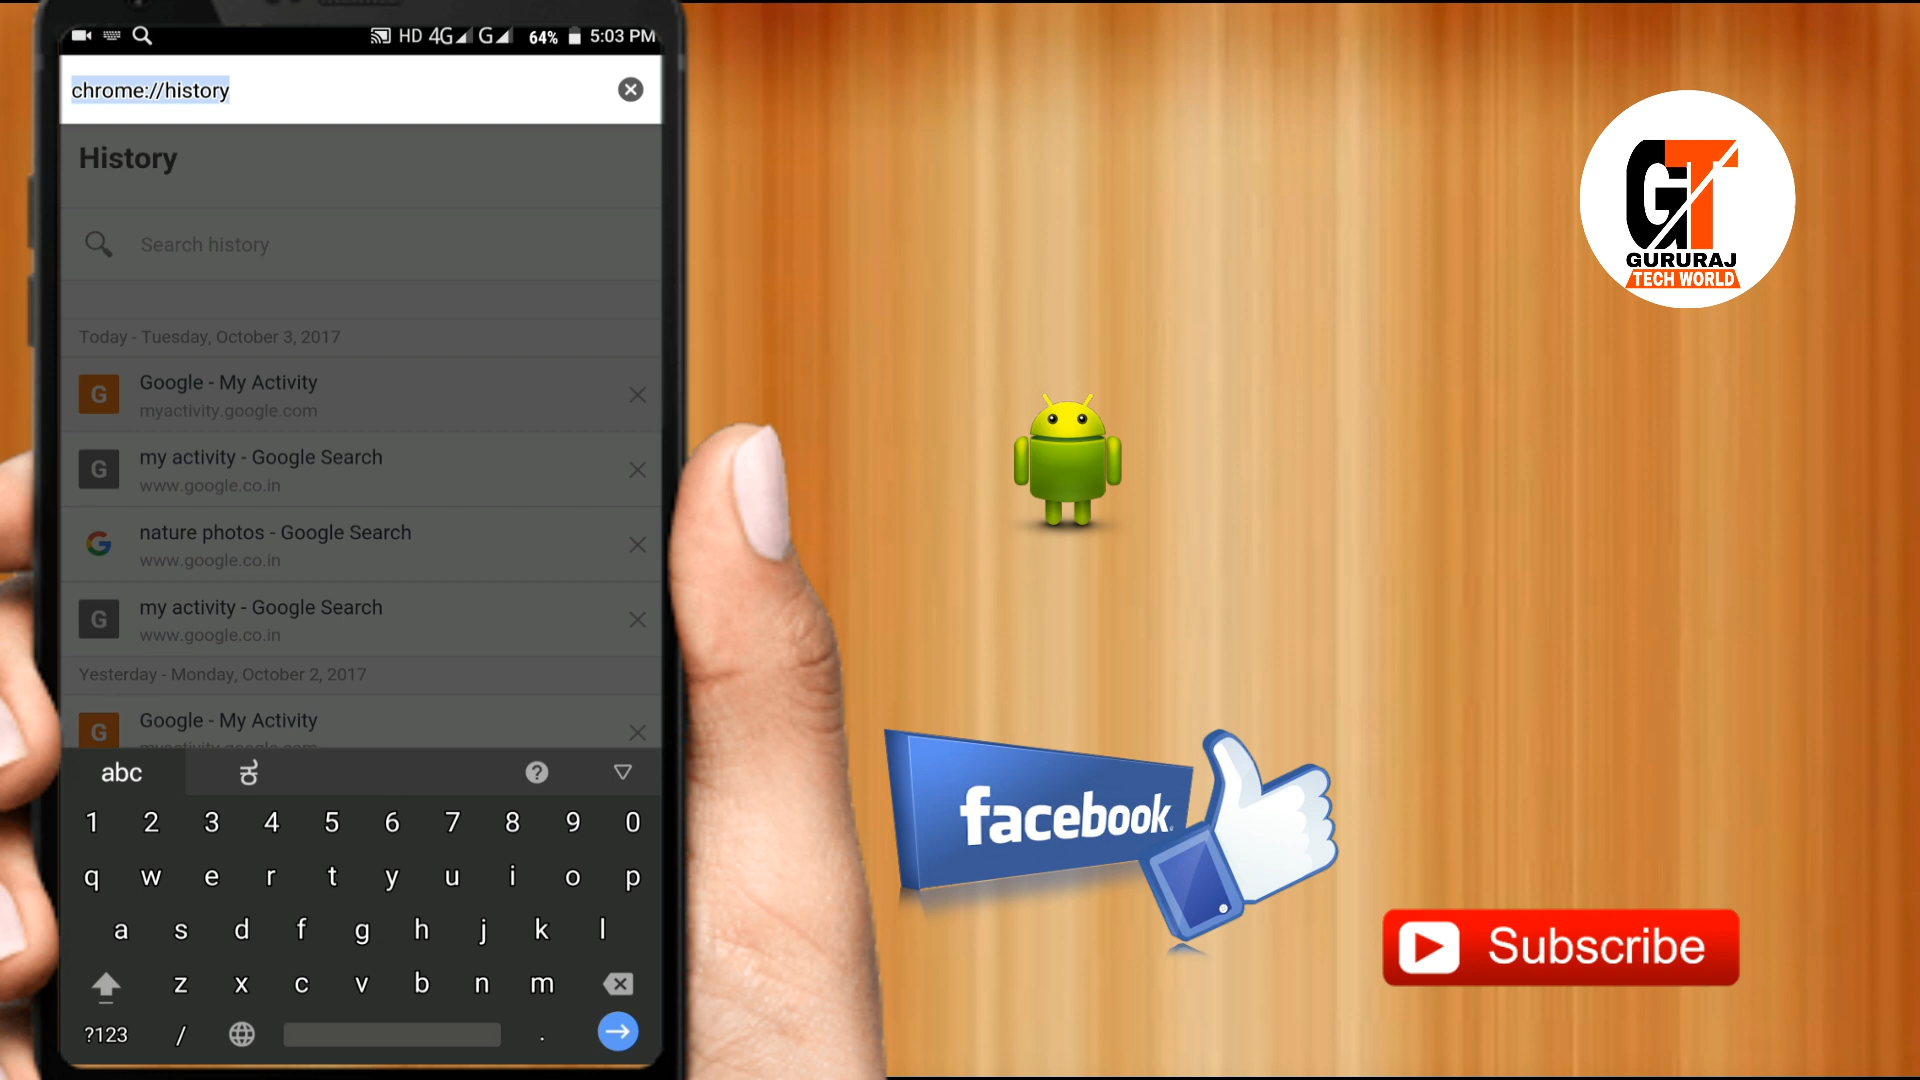 HD 4G G 64% 5:03 PM
chrome://history
History
Search history
Today - Tuesday, October 3, 2017
G
Google - My Activity
myactivity.google.com
G
my activity - Google Search
www.google.co.in
G
nature photos - Google Search
www.google.co.in
G
my activity - Google Search
www.google.co.in
Yesterday - Monday, October 2, 2017
G
Google - My Activity
myactivity.google.com
abc ಕ ?
1 2 3 4 5 6 7 8 9 0
q w e r t y u i o p
a s d f g h j k l
z x c v b n m
?123 / .
GT
GURURAJ
TECH WORLD
facebook
Subscribe